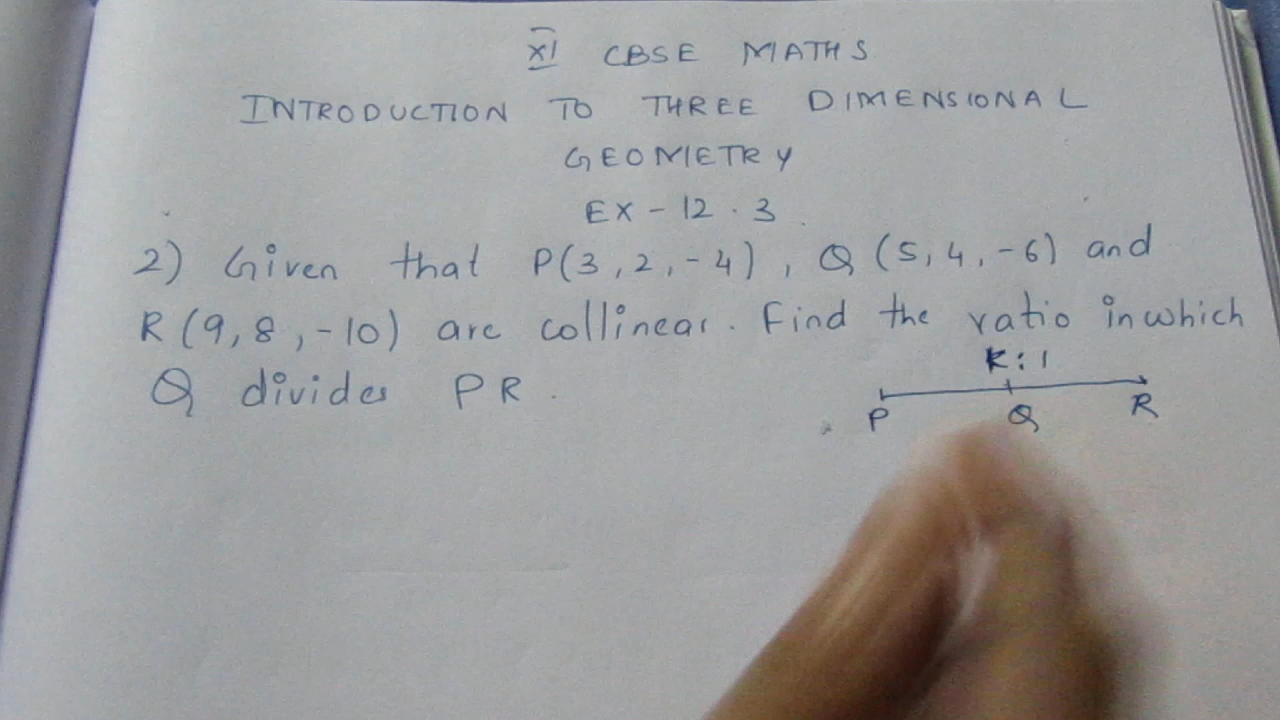 XI CBSE MATHS
INTRODUCTION TO THREE DIMENSIONAL
GEOMETRY
EX - 12.3
2) Given that P(3,2,-4), Q(5,4,-6) and
R(9,8,-10) are collinear. Find the ratio in which
Q divides PR.
K:1
P Q R